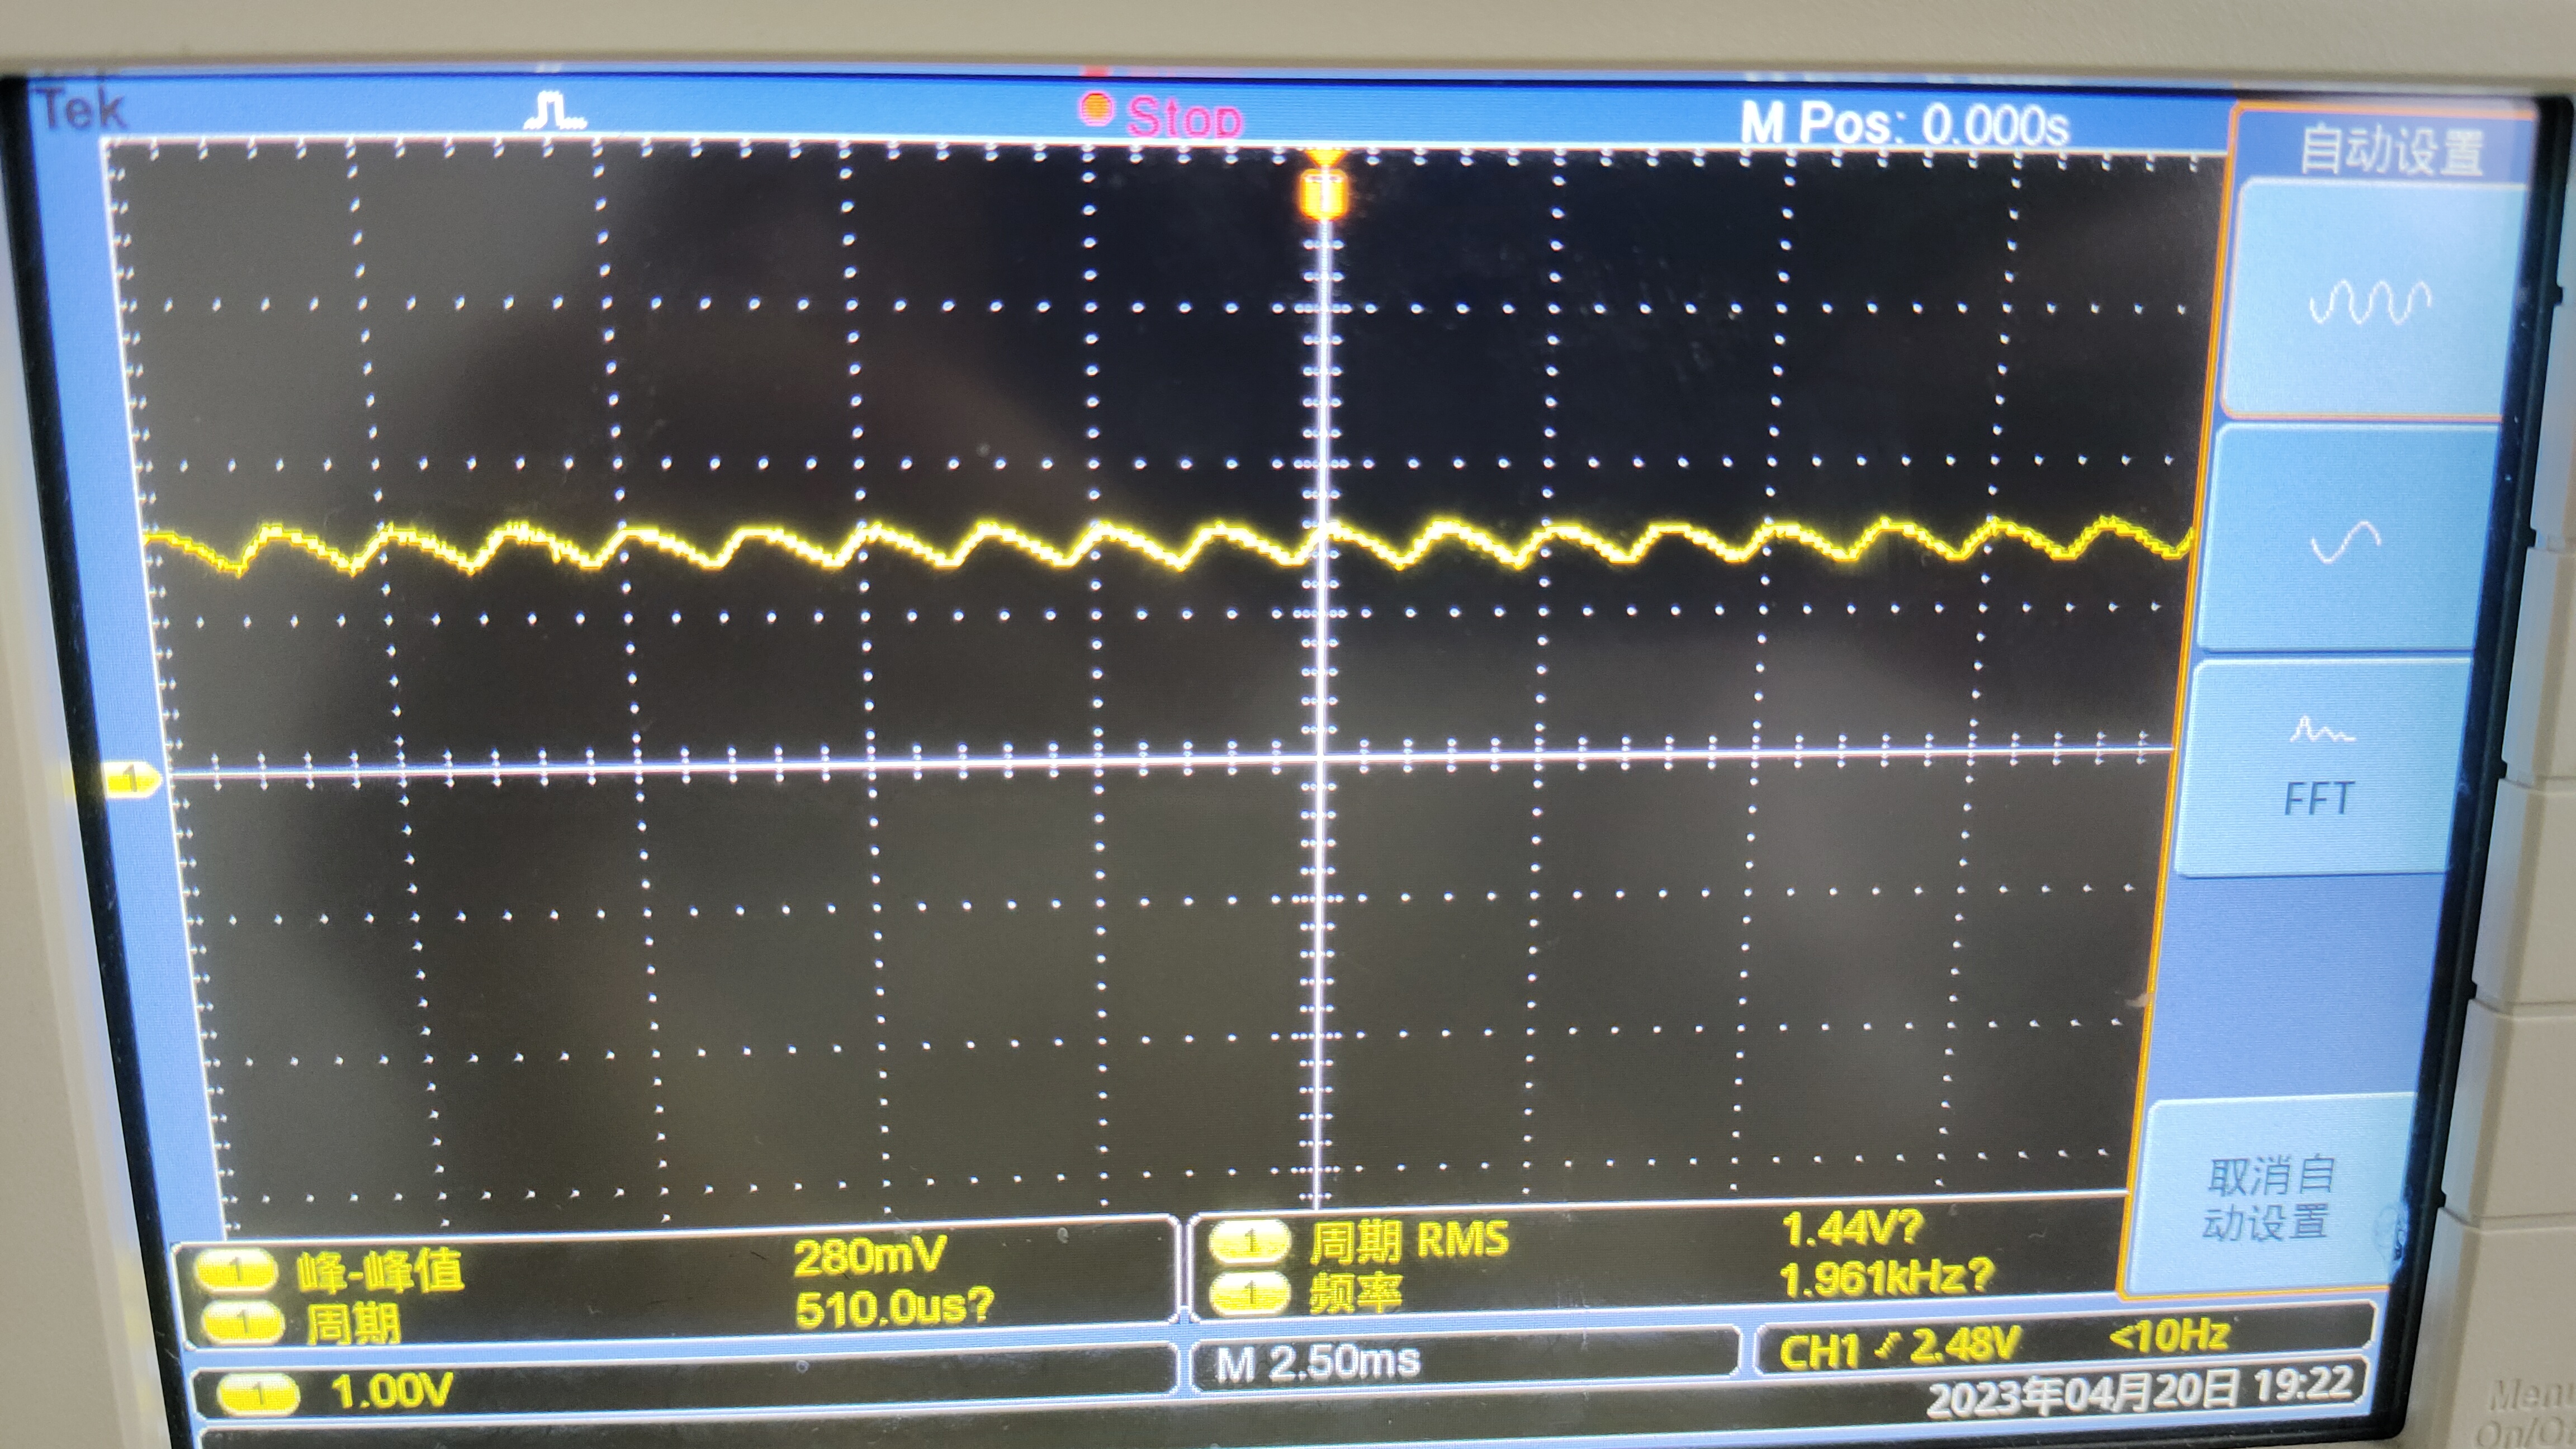 Tek
Stop
M Pos: 0.000s
自动设置
T
1
FFT
取消自
动设置
1 峰-峰值 280mV
1 周期 510.0us?
1 周期 RMS 1.44V?
1 频率 1.961kHz?
1 1.00V
M 2.50ms
CH1 2.48V <10Hz
2023年04月20日 19:22
Menu
On/O